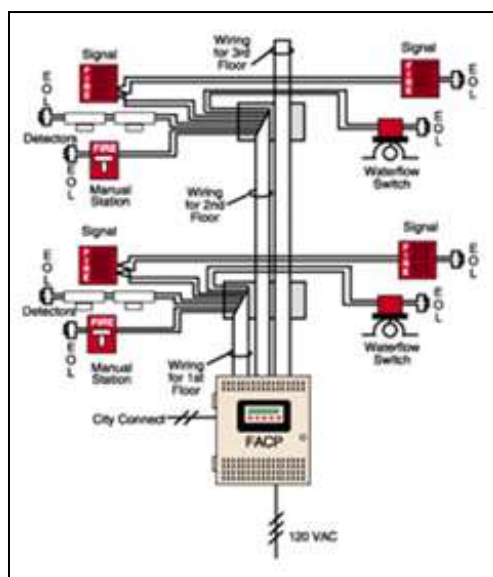 Wiring
for 3rd
Floor
Signal
FIRE
Signal
FIRE
EOL
EOL
Detectors
FIRE
Manual
Station
EOL
Wiring
for 2nd
Floor
Waterflow
Switch
EOL
Signal
FIRE
Signal
FIRE
EOL
EOL
Detectors
FIRE
Manual
Station
EOL
Wiring
for 1st
Floor
Waterflow
Switch
EOL
City Connect
FACP
120 VAC